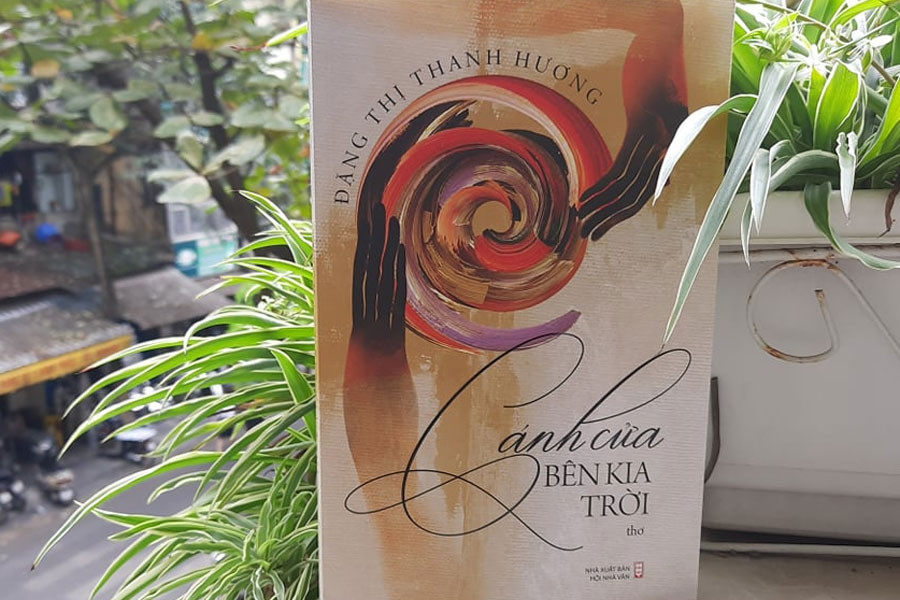 ĐẶNG THỊ THANH HƯƠNG
Cánh cửa
BÊN KIA
TRỜI
thơ
NHÀ XUẤT BẢN
HỘI NHÀ VĂN